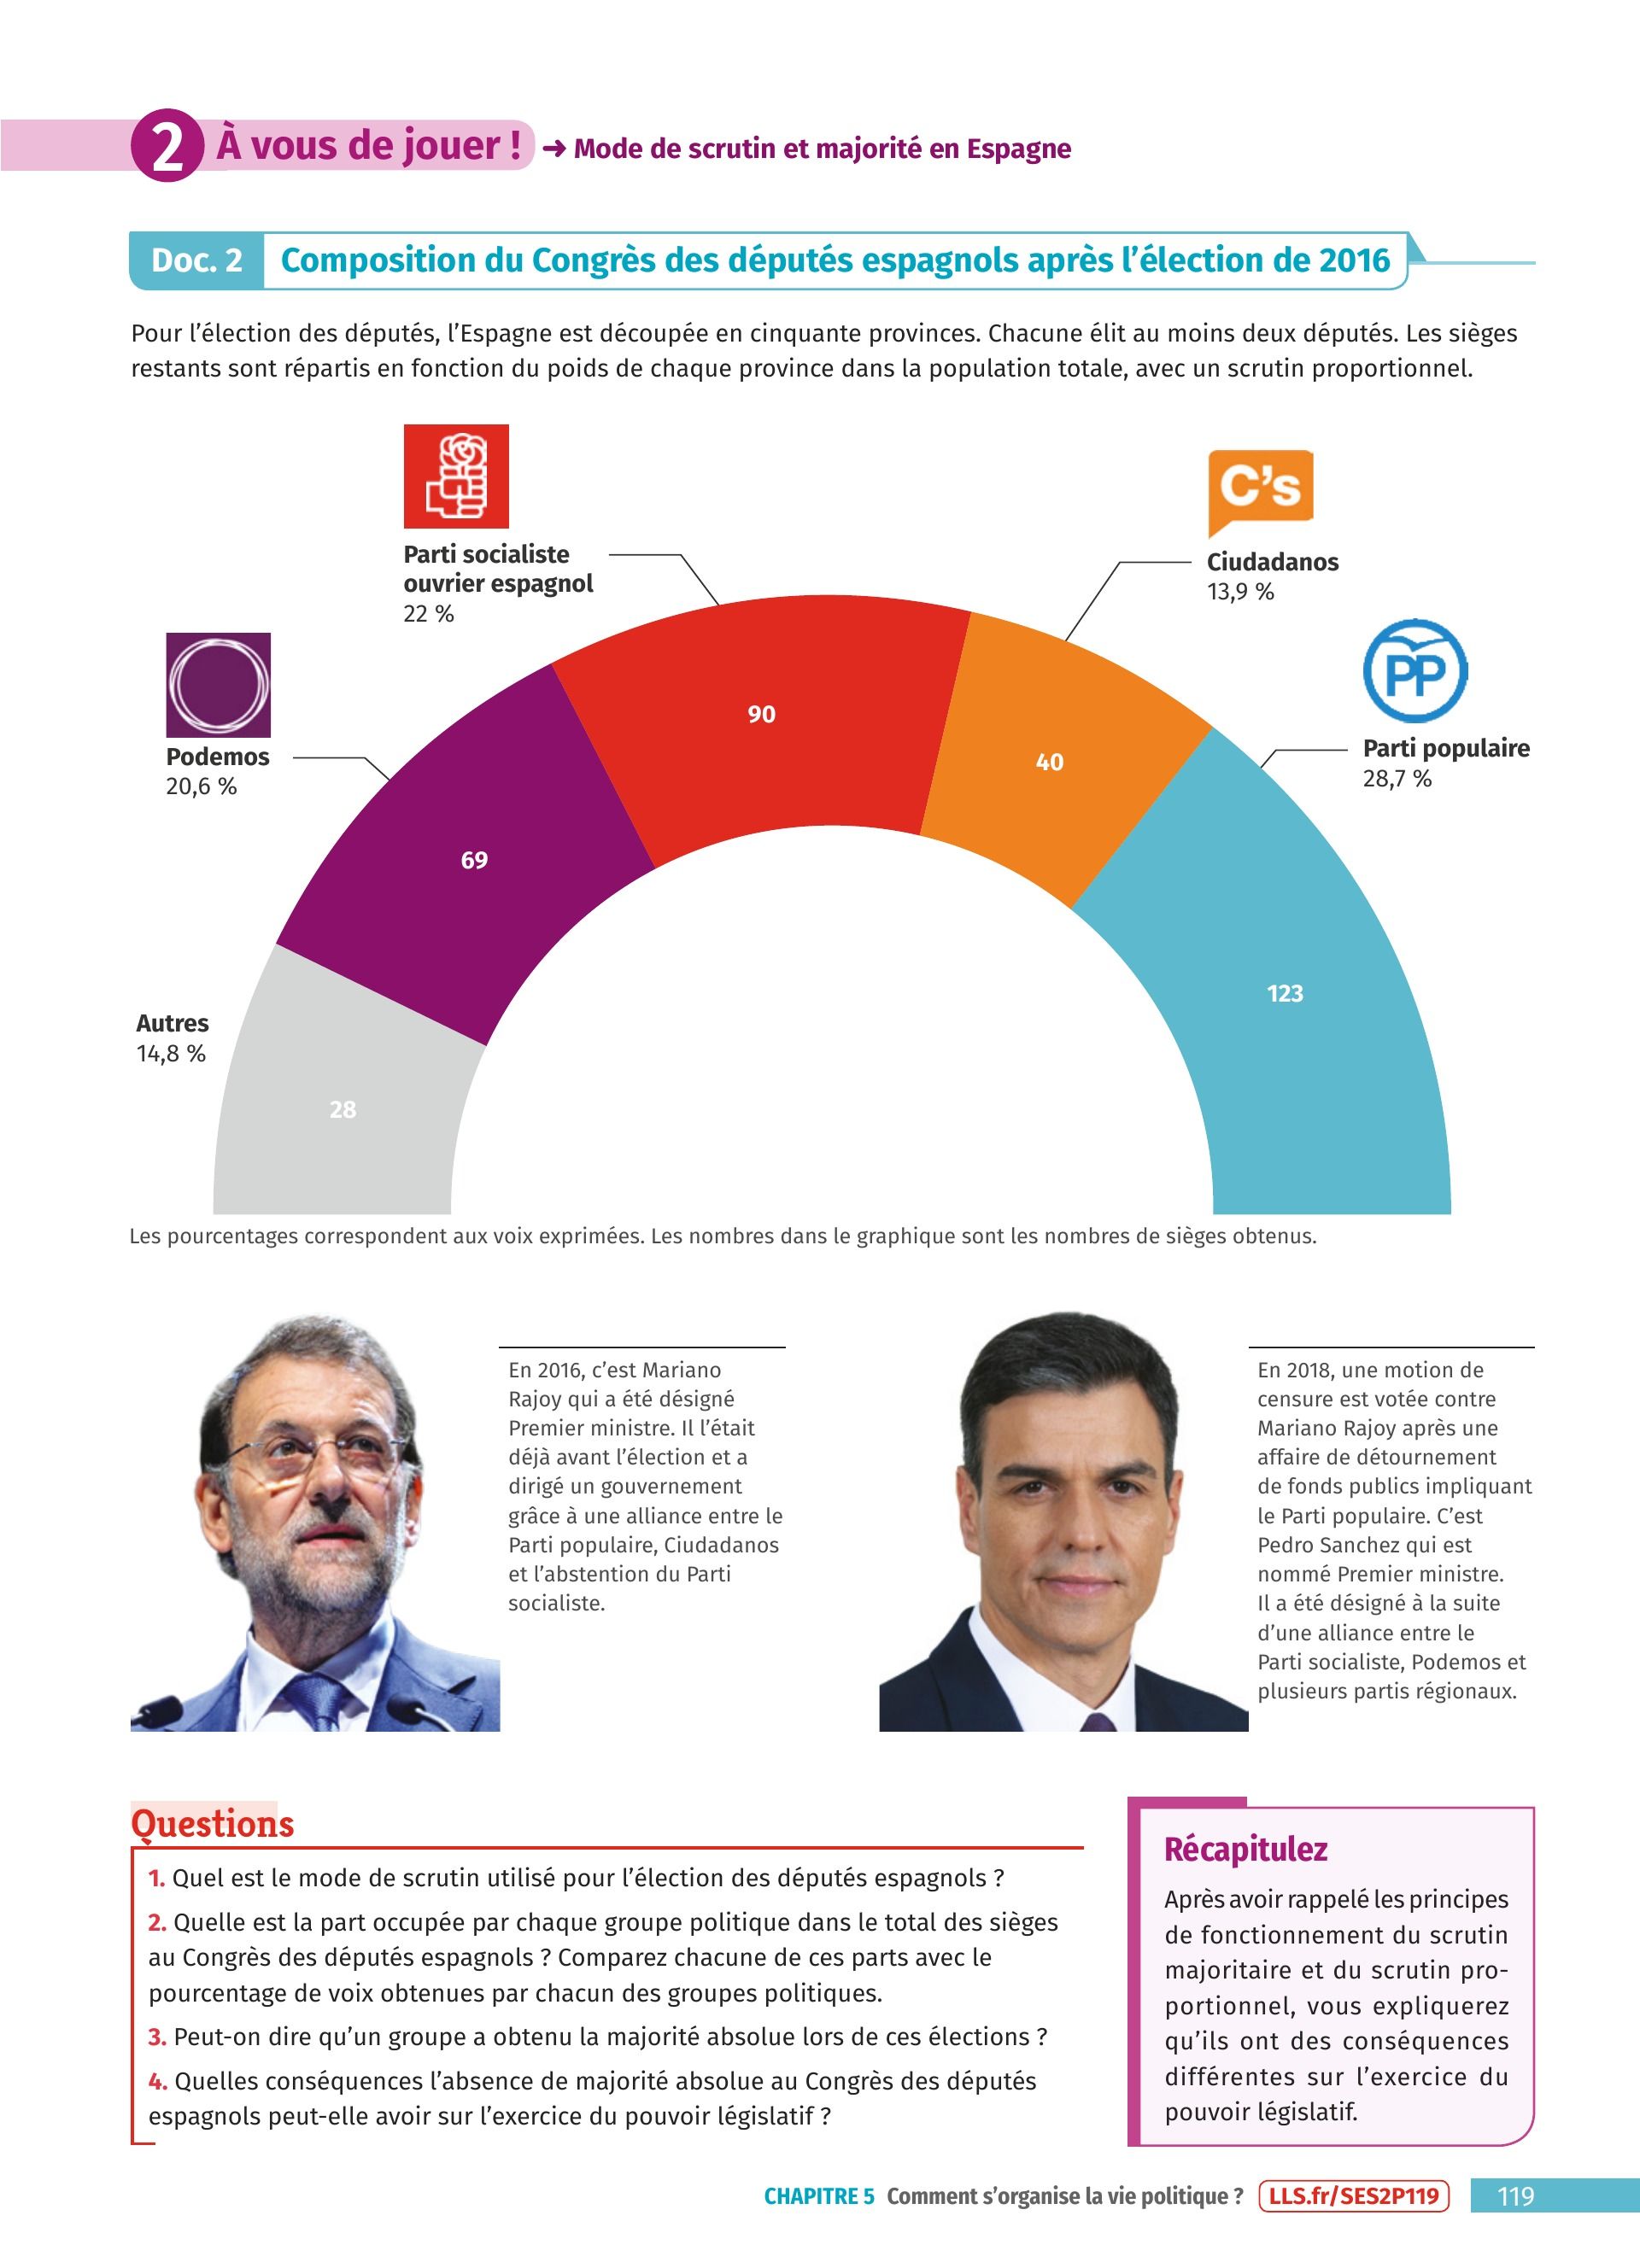 2 À vous de jouer ! ➜ Mode de scrutin et majorité en Espagne
Doc. 2 Composition du Congrès des députés espagnols après l’élection de 2016
Pour l’élection des députés, l’Espagne est découpée en cinquante provinces. Chacune élit au moins deux députés. Les sièges
restants sont répartis en fonction du poids de chaque province dans la population totale, avec un scrutin proportionnel.
Parti socialiste
ouvrier espagnol
22 %
C’s
Ciudadanos
13,9 %
Podemos
20,6 %
PP
Parti populaire
28,7 %
Autres
14,8 %
28
69
90
40
123
Les pourcentages correspondent aux voix exprimées. Les nombres dans le graphique sont les nombres de sièges obtenus.
En 2016, c’est Mariano
Rajoy qui a été désigné
Premier ministre. Il l’était
déjà avant l’élection et a
dirigé un gouvernement
grâce à une alliance entre le
Parti populaire, Ciudadanos
et l’abstention du Parti
socialiste.
En 2018, une motion de
censure est votée contre
Mariano Rajoy après une
affaire de détournement
de fonds publics impliquant
le Parti populaire. C’est
Pedro Sanchez qui est
nommé Premier ministre.
Il a été désigné à la suite
d’une alliance entre le
Parti socialiste, Podemos et
plusieurs partis régionaux.
Questions
1. Quel est le mode de scrutin utilisé pour l’élection des députés espagnols ?
2. Quelle est la part occupée par chaque groupe politique dans le total des sièges
au Congrès des députés espagnols ? Comparez chacune de ces parts avec le
pourcentage de voix obtenues par chacun des groupes politiques.
3. Peut-on dire qu’un groupe a obtenu la majorité absolue lors de ces élections ?
4. Quelles conséquences l’absence de majorité absolue au Congrès des députés
espagnols peut-elle avoir sur l’exercice du pouvoir législatif ?
Récapitulez
Après avoir rappelé les principes
de fonctionnement du scrutin
majoritaire et du scrutin pro-
portionnel, vous expliquerez
qu’ils ont des conséquences
différentes sur l’exercice du
pouvoir législatif.
CHAPITRE 5 Comment s’organise la vie politique ? LLS.fr/SES2P119 119